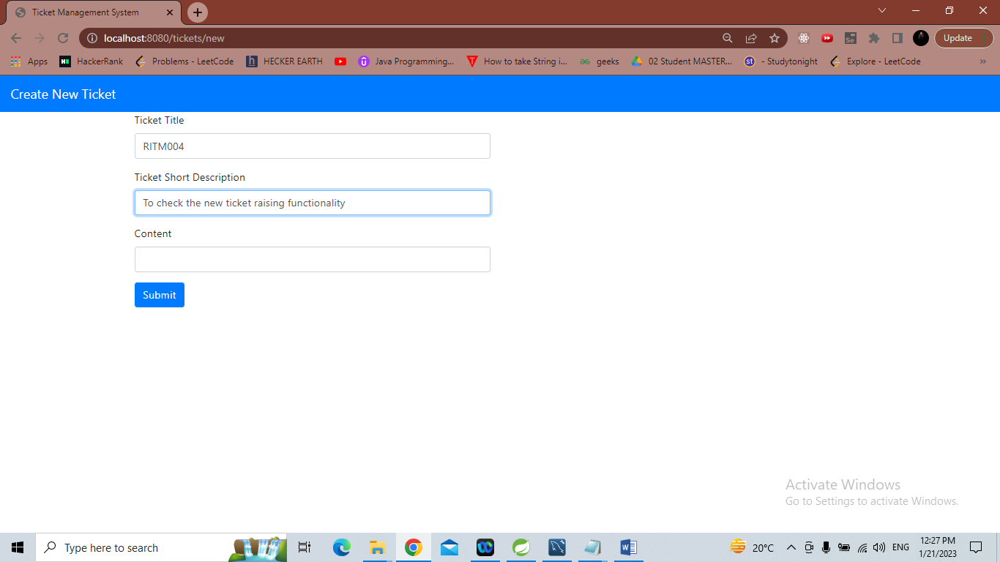 Ticket Management System
localhost:8080/tickets/new
Update
Apps
HackerRank
Problems - LeetCode
HECKER EARTH
Java Programming...
How to take String i...
geeks
02 Student MASTER...
- Studytonight
Explore - LeetCode
Create New Ticket
Ticket Title
RITM004
Ticket Short Description
To check the new ticket raising functionality
Content
Submit
Activate Windows
Go to Settings to activate Windows.
Type here to search
20°C
ENG
12:27 PM
1/21/2023